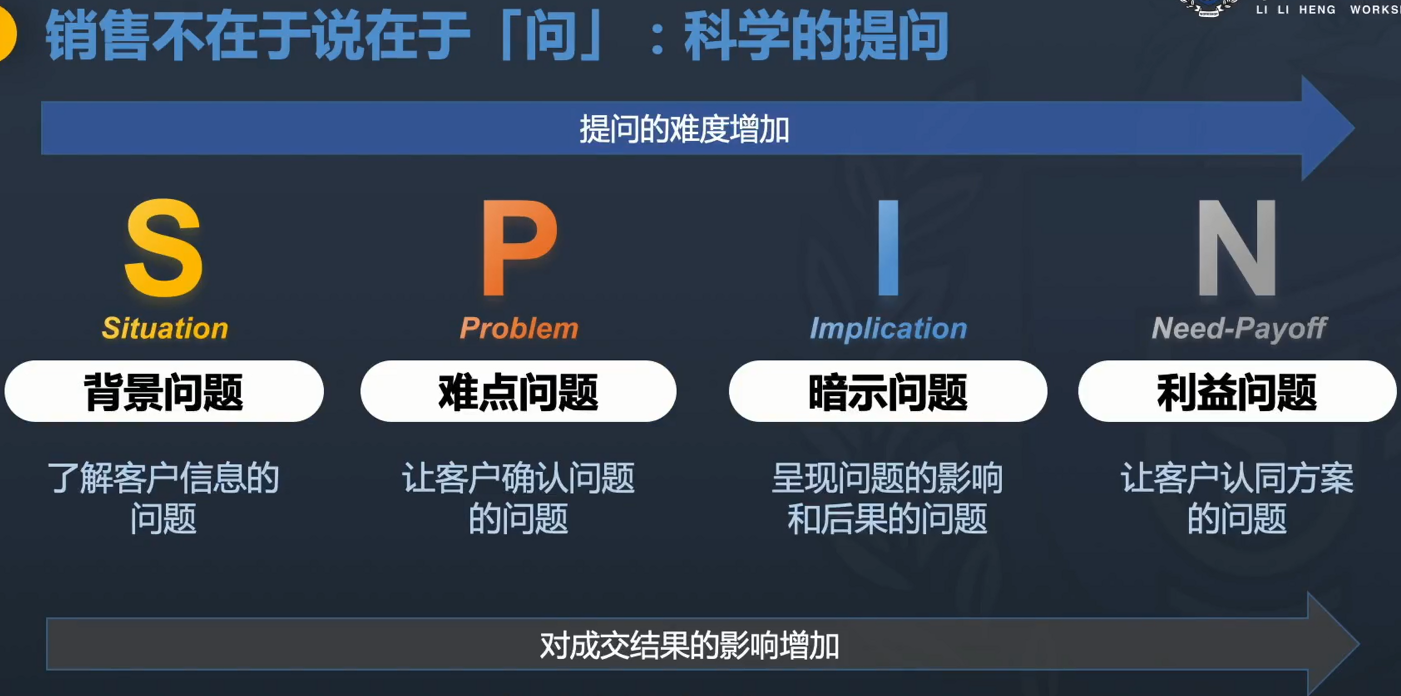 LI LI HENG WORKS
销售不在于说在于「问」：科学的提问
提问的难度增加
S
P
I
N
Situation
Problem
Implication
Need-Payoff
背景问题
难点问题
暗示问题
利益问题
了解客户信息的
问题
让客户确认问题
的问题
呈现问题的影响
和后果的问题
让客户认同方案
的问题
对成交结果的影响增加